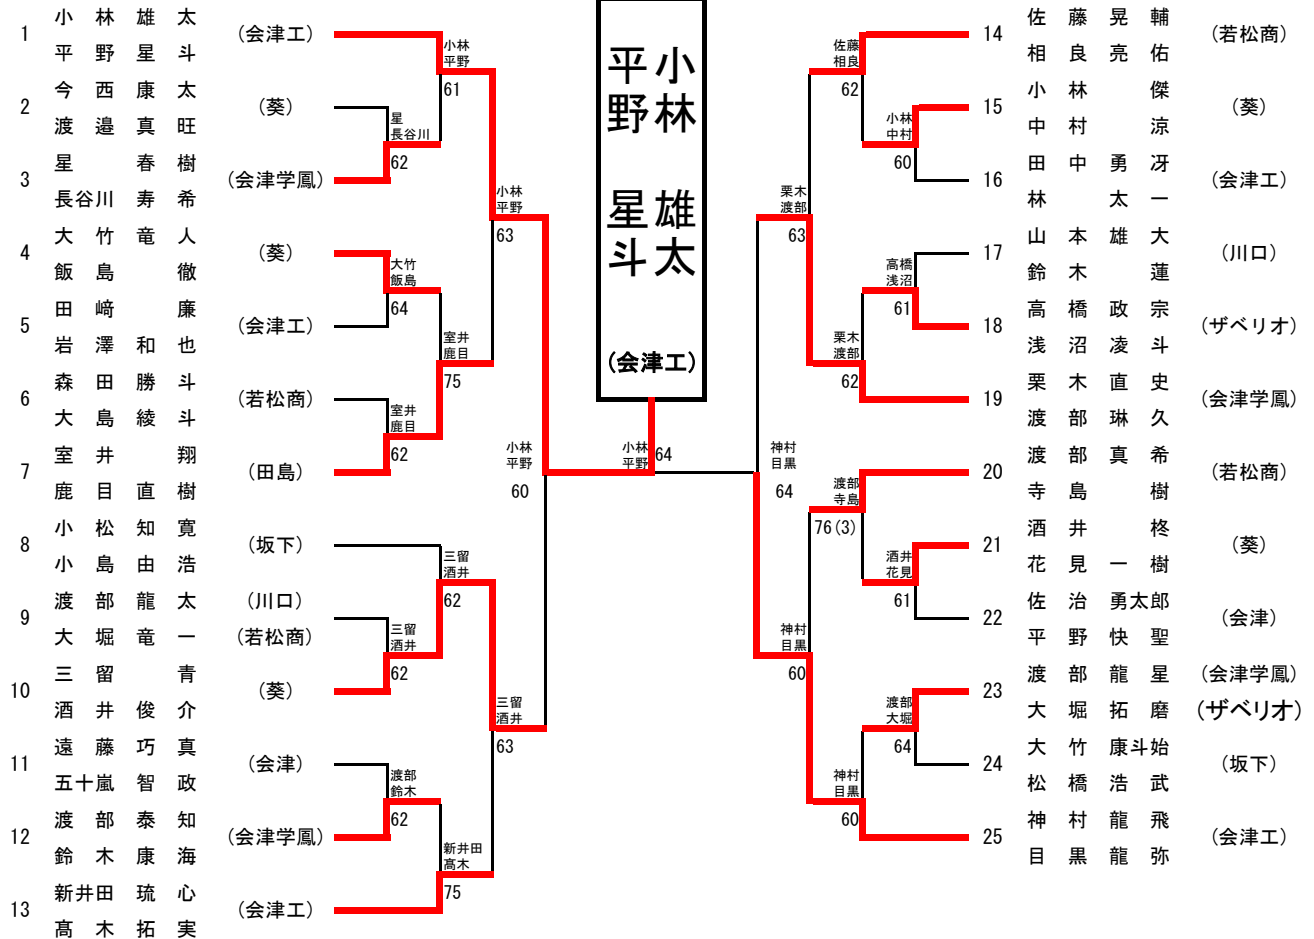 1 小林雄太 (会津工)
平野星斗
2 今西康太 (葵)
渡邉真旺
3 星春樹 (会津学鳳)
長谷川寿希
4 大竹竜人 (葵)
飯島徹
5 田﨑廉 (会津工)
岩澤和也
6 森田勝斗 (若松商)
大島綾斗
7 室井翔 (田島)
鹿目直樹
8 小松知寛 (坂下)
小島由浩
9 渡部龍太 (川口)
大堀竜一 (若松商)
10 三留青 (葵)
酒井俊介
11 遠藤巧真 (会津)
五十嵐智政
12 渡部泰知 (会津学鳳)
鈴木康海
13 新井田琉心 (会津工)
髙木拓実
小林
平野
61
星
長谷川
62
小林
平野
63
大竹
飯島
64
室井
鹿目
75
室井
鹿目
62
小林
平野
60
三留
酒井
62
三留
酒井
62
三留
酒井
63
渡部
鈴木
62
新井田
髙木
75
小林 雄太
平野 星斗
(会津工)
小林
平野
64
佐藤
相良
62
小林
中村
60
栗木
渡部
63
高橋
浅沼
61
栗木
渡部
62
神村
目黒
64
渡部
寺島
76(3)
酒井
花見
61
神村
目黒
60
渡部
大堀
64
神村
目黒
60
14 佐藤晃輔 (若松商)
相良亮佑
15 小林傑 (葵)
中村涼
16 田中勇冴 (会津工)
林太一
17 山本雄大 (川口)
鈴木蓮
18 高橋政宗 (ザベリオ)
浅沼凌斗
19 栗木直史 (会津学鳳)
渡部琳久
20 渡部真希 (若松商)
寺島樹
21 酒井柊 (葵)
花見一樹
22 佐治勇太郎 (会津)
平野快聖
23 渡部龍星 (会津学鳳)
大堀拓磨 (ザベリオ)
24 大竹康斗始 (坂下)
松橋浩武
25 神村龍飛 (会津工)
目黒龍弥